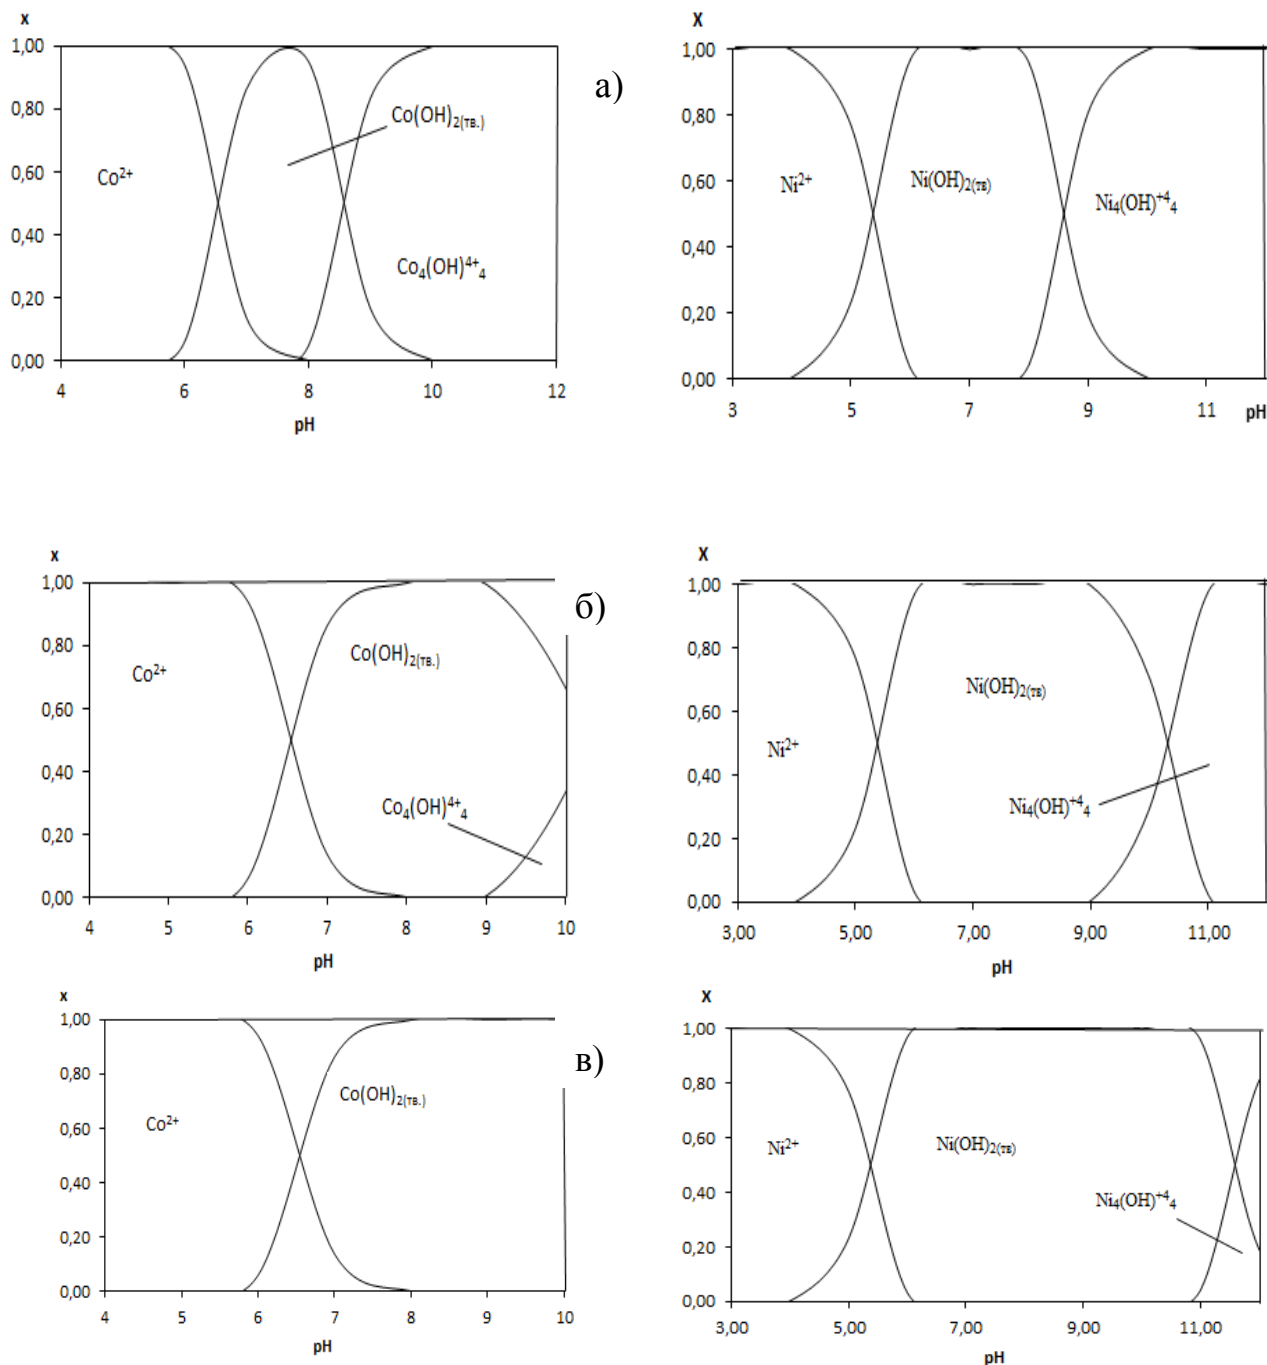 x
1,00
0,80
0,60
0,40
0,20
0,00
4
6
8
10
12
pH
Co²⁺
Co(OH)₂₍тв.₎
Co₄(OH)⁴⁺₄
а)
X
1,00
0,80
0,60
0,40
0,20
0,00
3
5
7
9
11
pH
Ni²⁺
Ni(OH)₂₍тв₎
Ni₄(OH)⁺⁴₄
x
1,00
0,80
0,60
0,40
0,20
0,00
4
5
6
7
8
9
10
pH
Co²⁺
Co(OH)₂₍тв.₎
Co₄(OH)⁴⁺₄
б)
X
1,00
0,80
0,60
0,40
0,20
0,00
3,00
5,00
7,00
9,00
11,00
pH
Ni²⁺
Ni(OH)₂₍тв₎
Ni₄(OH)⁺⁴₄
x
1,00
0,80
0,60
0,40
0,20
0,00
4
5
6
7
8
9
10
pH
Co²⁺
Co(OH)₂₍тв.₎
в)
X
1,00
0,80
0,60
0,40
0,20
0,00
3,00
5,00
7,00
9,00
11,00
pH
Ni²⁺
Ni(OH)₂₍тв₎
Ni₄(OH)⁺⁴₄